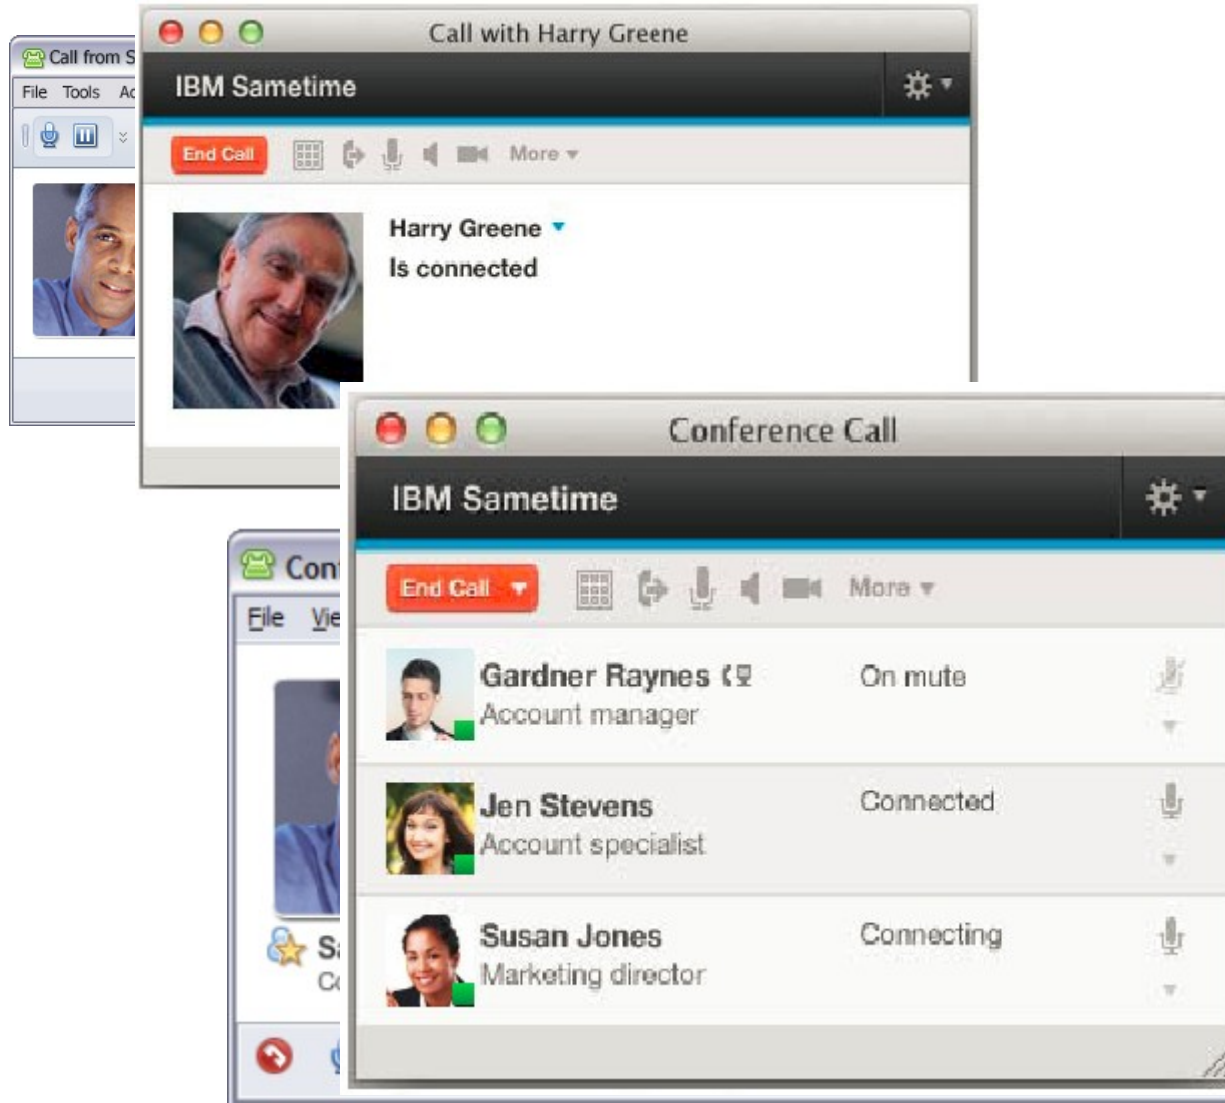 Call with Harry Greene
Call from S
IBM Sametime
File Tools Ac
End Call More
Harry Greene
Is connected
Conference Call
IBM Sametime
Con
End Call More
File Vie
Gardner Raynes On mute
Account manager
Jen Stevens Connected
Account specialist
Susan Jones Connecting
Marketing director